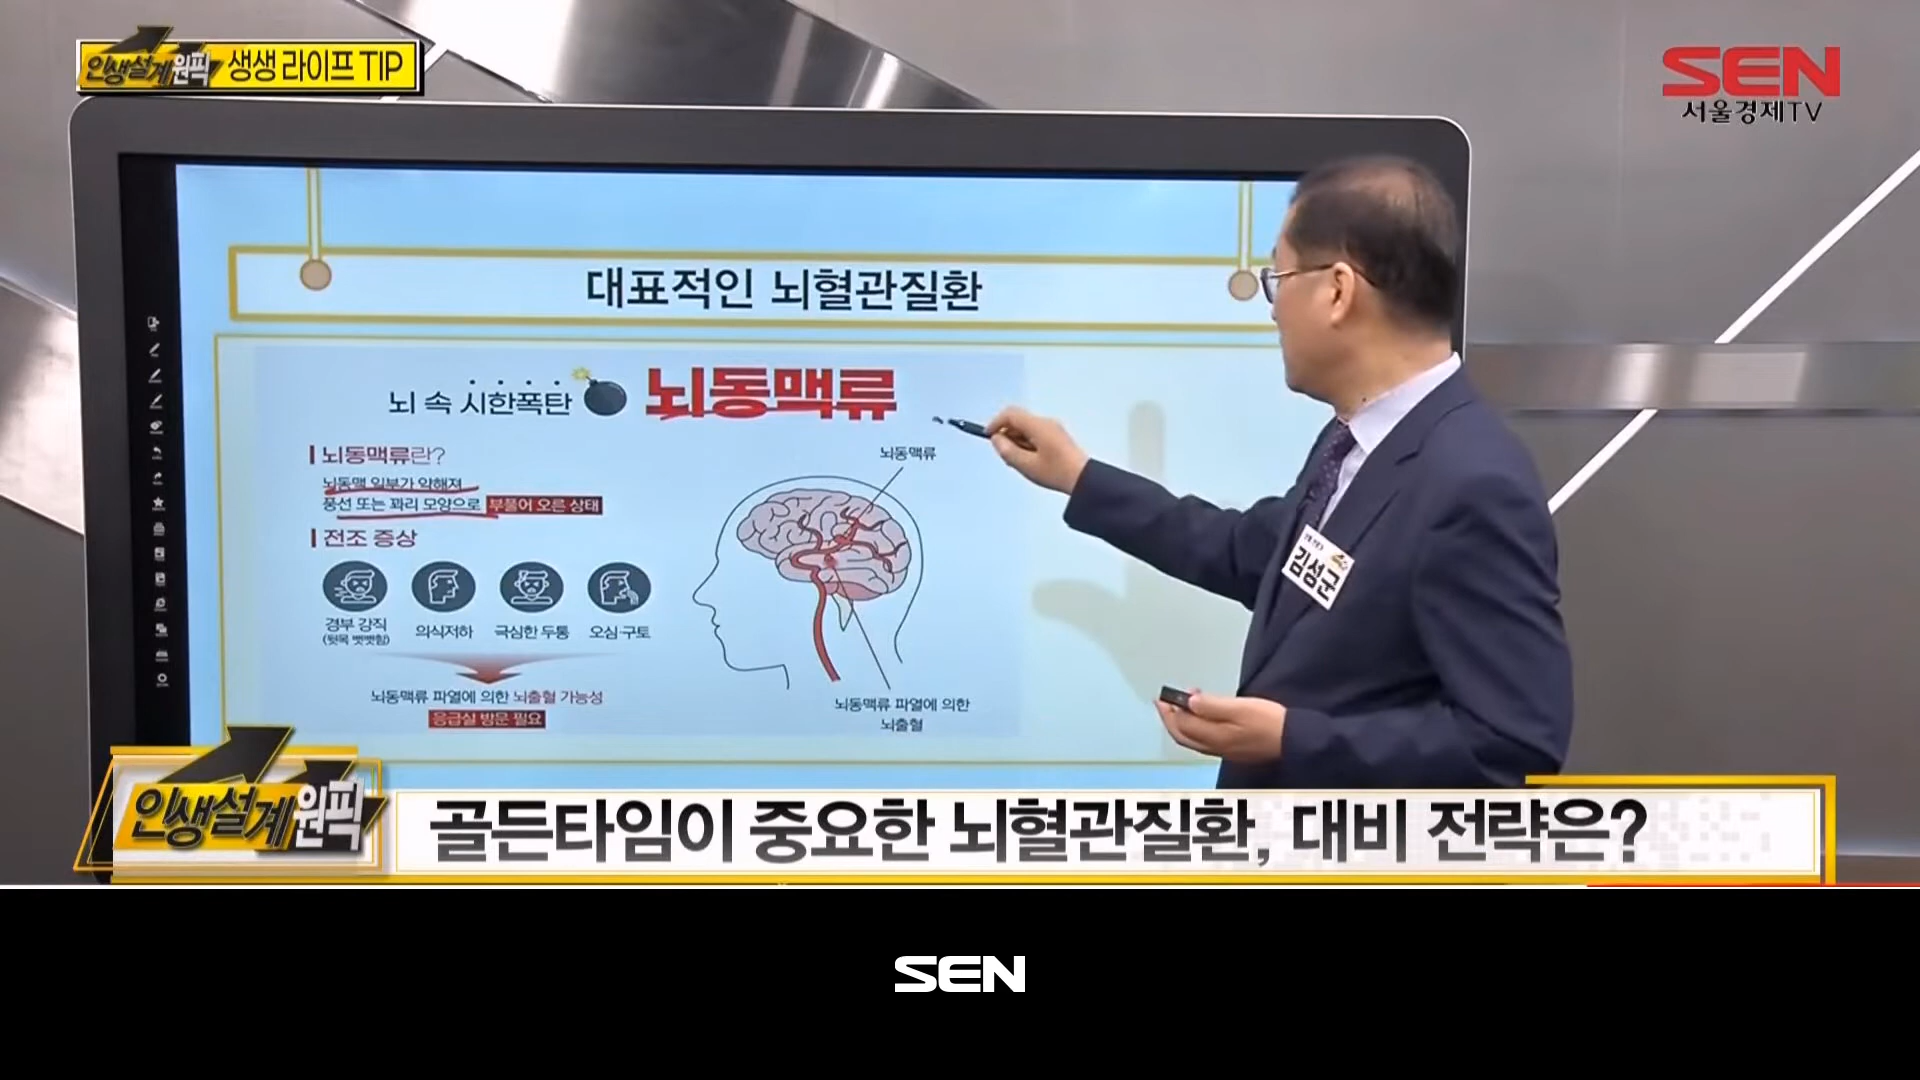 인생설계원픽 생생 라이프 TIP
SEN
서울경제TV
대표적인 뇌혈관질환
뇌 속 시한폭탄 뇌동맥류
뇌동맥류란?
뇌동맥 일부가 약해져
풍선 또는 꽈리 모양으로 부풀어 오른 상태
전조 증상
경부 강직
(뒷목 뻣뻣함)
의식저하
극심한 두통
오심·구토
뇌동맥류 파열에 의한 뇌출혈 가능성
응급실 방문 필요
뇌동맥류
뇌동맥류 파열에 의한
뇌출혈
김성군
인생설계원픽
골든타임이 중요한 뇌혈관질환, 대비 전략은?
SEN